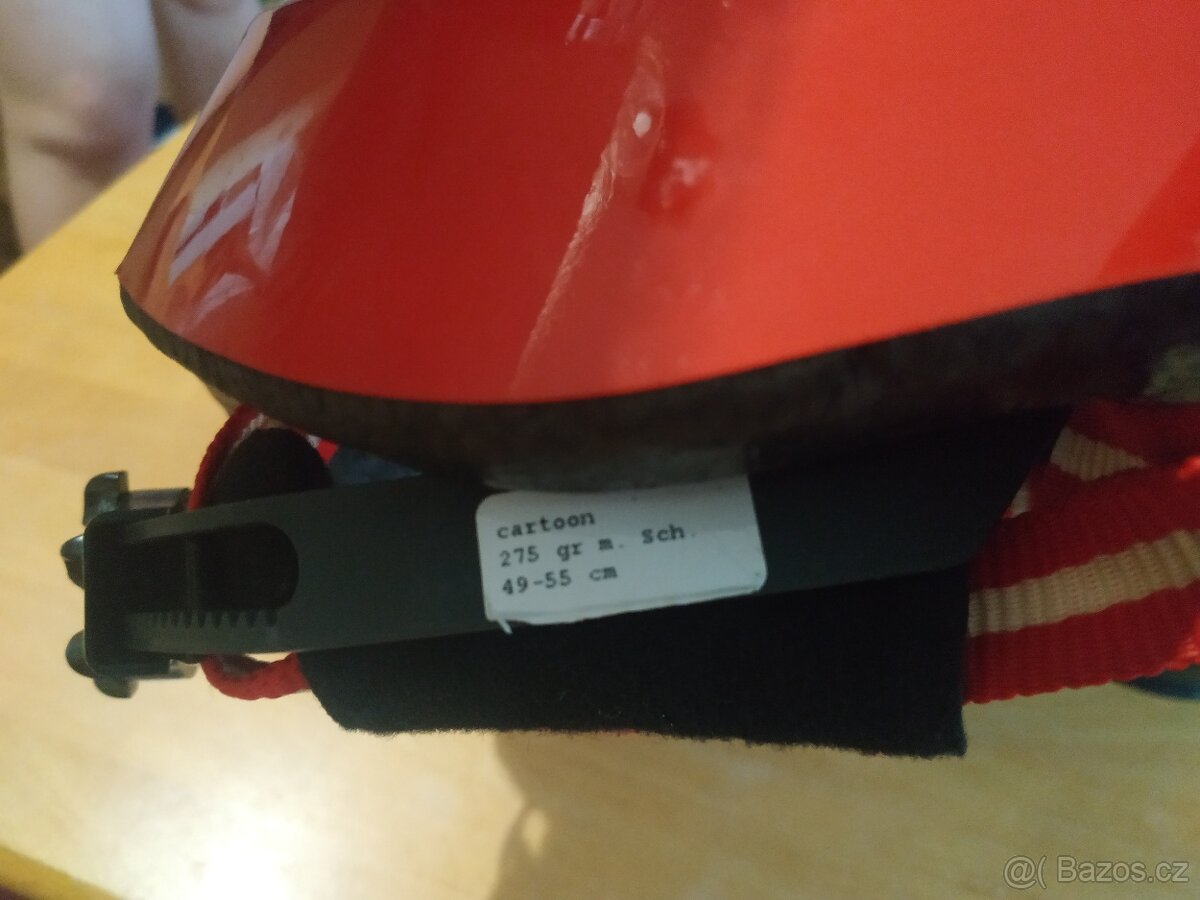 cartoon
275 gr m. Sch.
49-55 cm
@( Bazos.cz